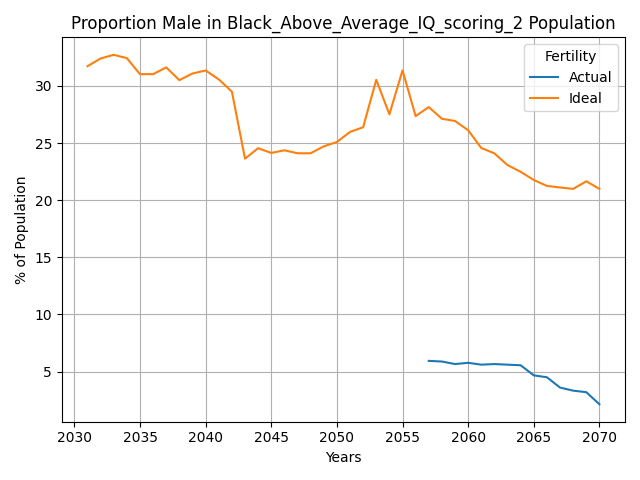 Proportion Male in Black_Above_Average_IQ_scoring_2 Population
Fertility
Actual
Ideal
% of Population
30
25
20
15
10
5
2030 2035 2040 2045 2050 2055 2060 2065 2070
Years